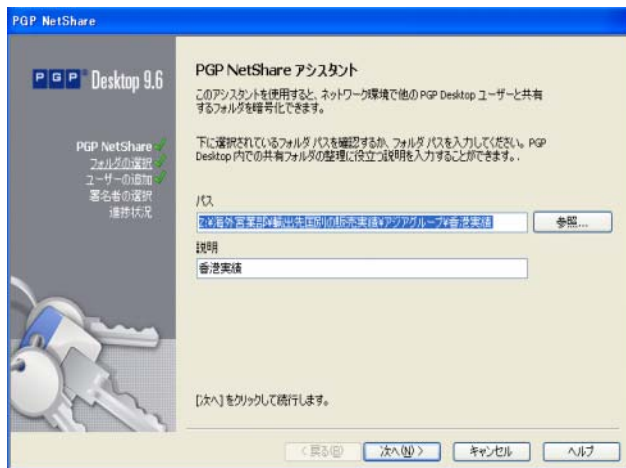 PGP NetShare
PGP Desktop 9.6
PGP NetShare
フォルダの選択
ユーザーの追加
署名者の選択
進捗状況
PGP NetShare アシスタント
このアシスタントを使用すると、ネットワーク環境で他の PGP Desktop ユーザーと共有
するフォルダを暗号化できます。
下に選択されているフォルダ パスを確認するか、フォルダ パスを入力してください。PGP
Desktop 内での共有フォルダの整理に役立つ説明を入力することができます。.
パス
Z:¥海外営業部¥輸出先国別の販売実績¥アジアグループ¥香港実績
参照...
説明
香港実績
[次へ] をクリックして続行します。
< 戻る(B)
次へ(N) >
キャンセル
ヘルプ